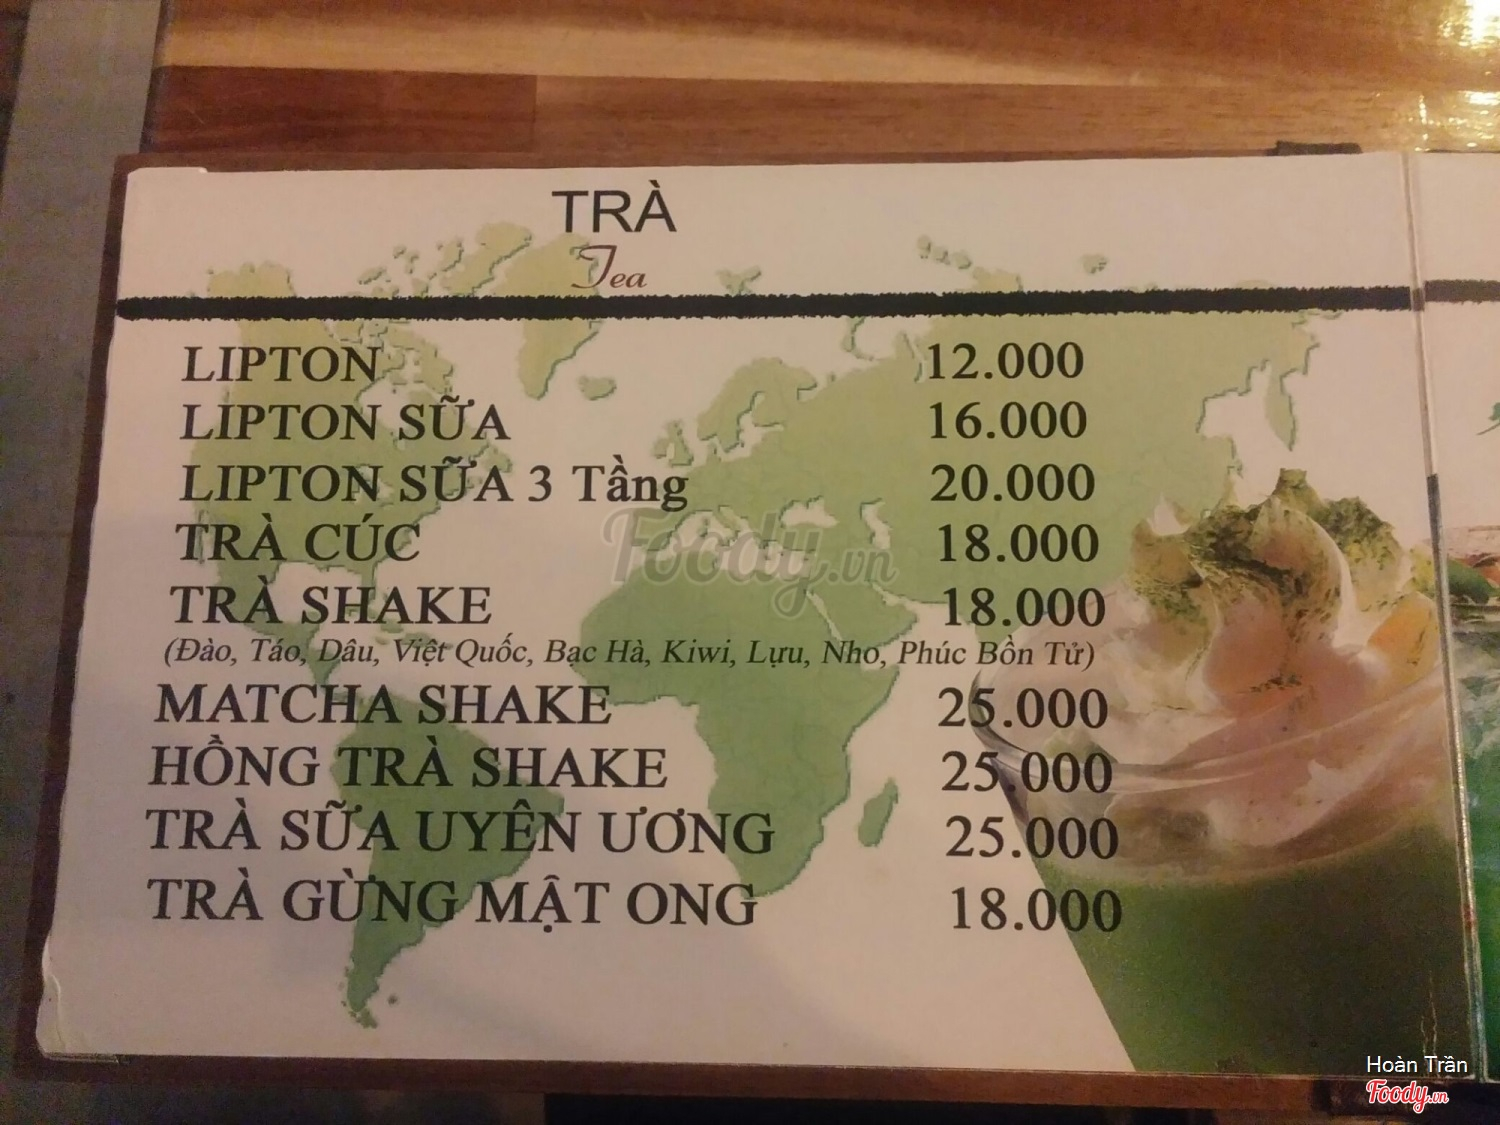 TRÀ
Tea
LIPTON 12.000
LIPTON SỮA 16.000
LIPTON SỮA 3 Tầng 20.000
TRÀ CÚC 18.000
TRÀ SHAKE 18.000
(Đào, Táo, Dâu, Việt Quốc, Bạc Hà, Kiwi, Lựu, Nho, Phúc Bồn Tử)
MATCHA SHAKE 25.000
HỒNG TRÀ SHAKE 25.000
TRÀ SỮA UYÊN ƯƠNG 25.000
TRÀ GỪNG MẬT ONG 18.000
Foody.vn
Hoàn Trần
Foody.vn